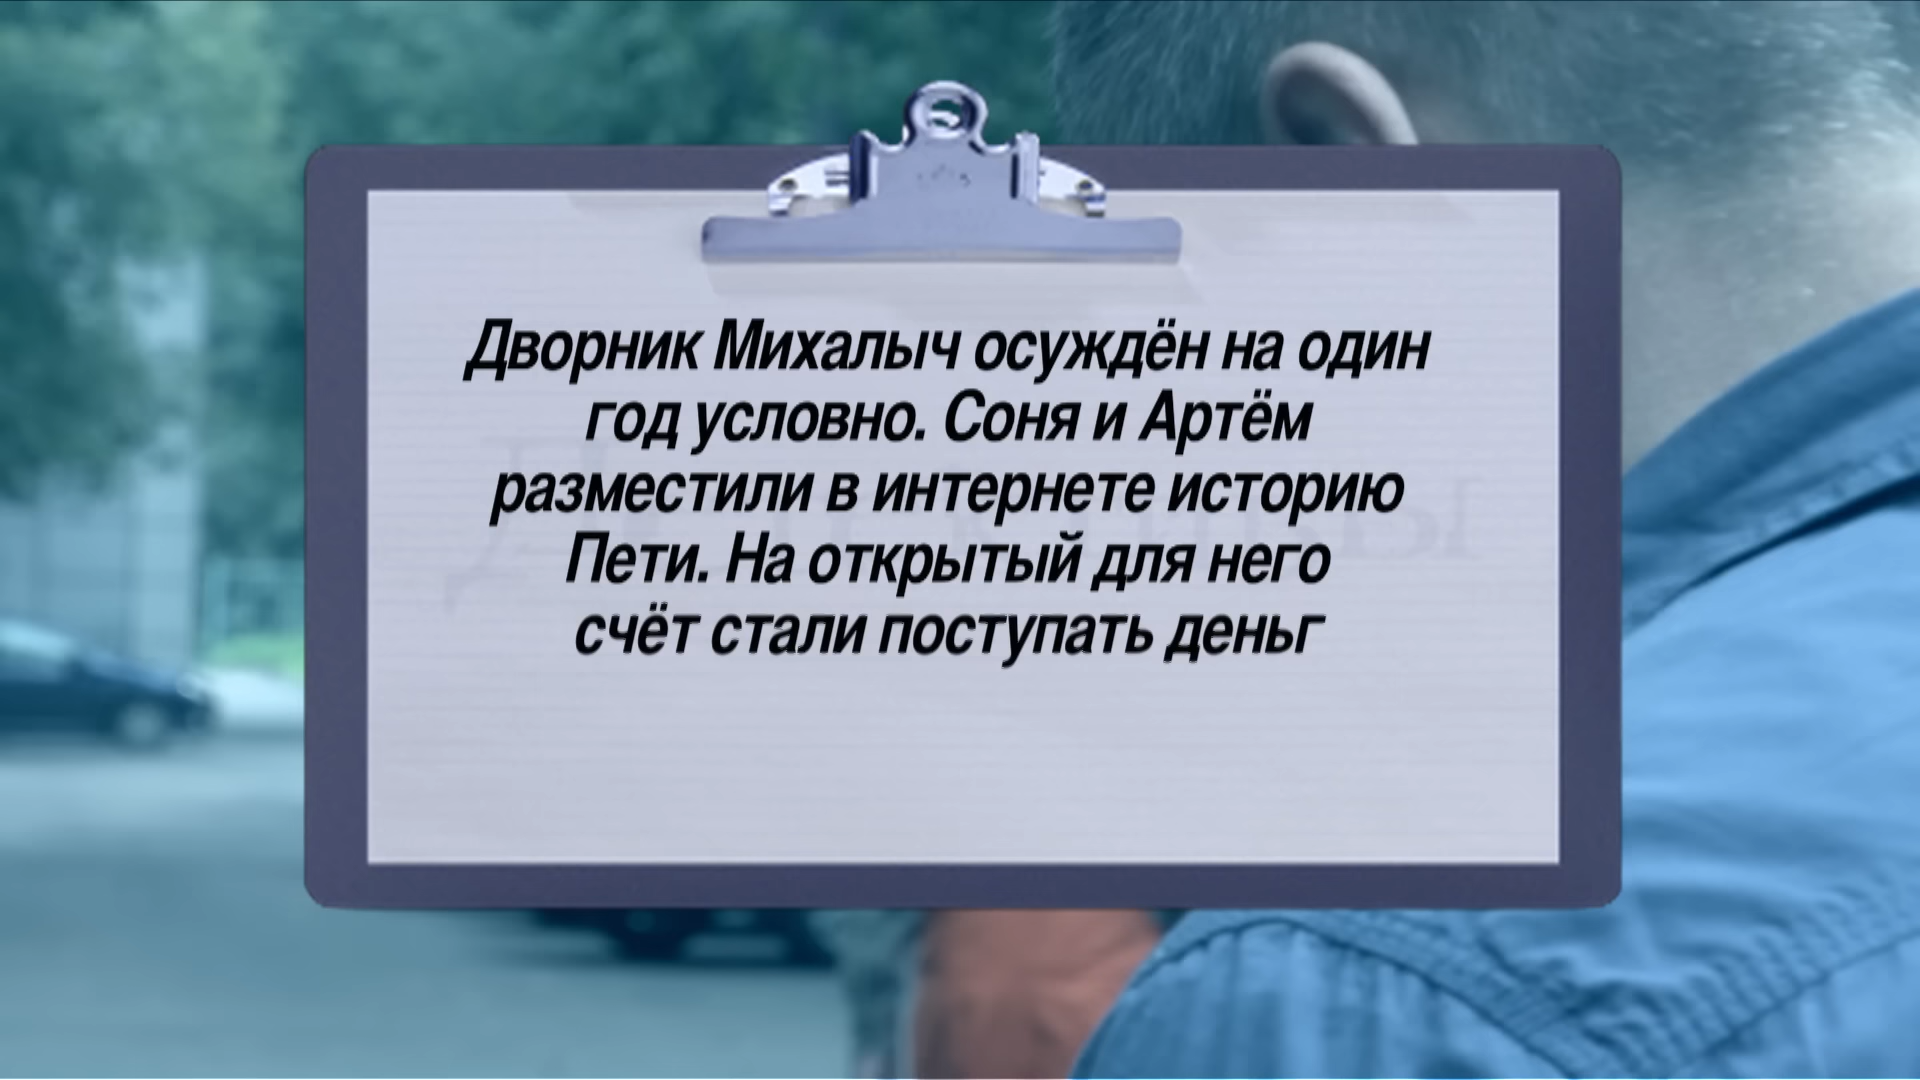 Дворник Михалыч осуждён на один
год условно. Соня и Артём
разместили в интернете историю
Пети. На открытый для него
счёт стали поступать деньг